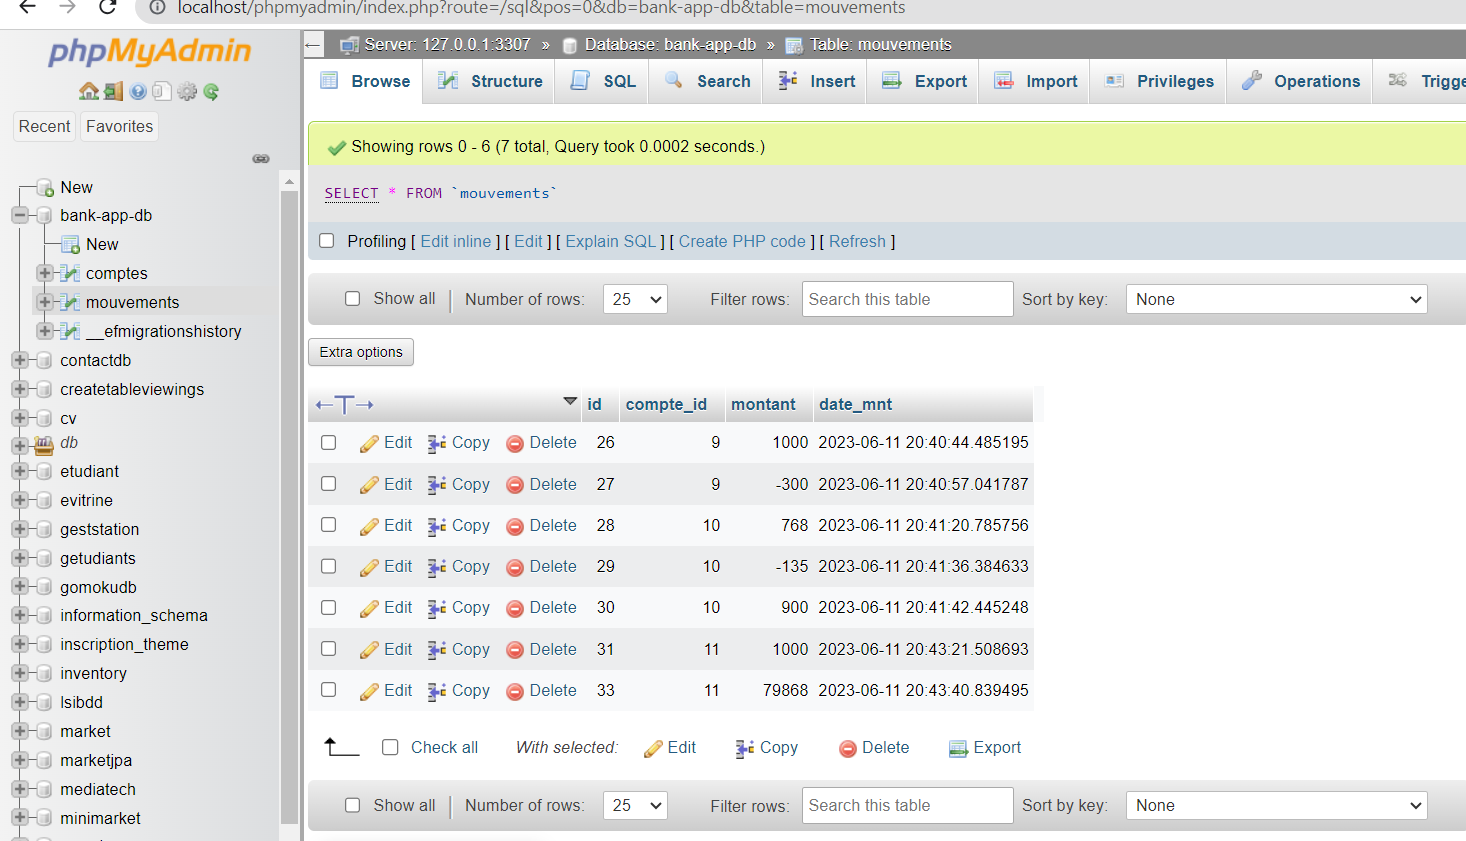 localhost/phpmyadmin/index.php?route=/sql&pos=0&db=bank-app-db&table=mouvements
phpMyAdmin
Recent Favorites
New
bank-app-db
New
comptes
mouvements
__efmigrationshistory
contactdb
createtableviewings
cv
db
etudiant
evitrine
geststation
getudiants
gomokudb
information_schema
inscription_theme
inventory
lsibdd
market
marketjpa
mediatech
minimarket
Server: 127.0.0.1:3307 » Database: bank-app-db » Table: mouvements
Browse Structure SQL Search Insert Export Import Privileges Operations Trigge
Showing rows 0 - 6 (7 total, Query took 0.0002 seconds.)
SELECT * FROM `mouvements`
Profiling [ Edit inline ] [ Edit ] [ Explain SQL ] [ Create PHP code ] [ Refresh ]
Show all Number of rows: 25 Filter rows: Search this table Sort by key: None
Extra options
←T→ id compte_id montant date_mnt
Edit Copy Delete 26 9 1000 2023-06-11 20:40:44.485195
Edit Copy Delete 27 9 -300 2023-06-11 20:40:57.041787
Edit Copy Delete 28 10 768 2023-06-11 20:41:20.785756
Edit Copy Delete 29 10 -135 2023-06-11 20:41:36.384633
Edit Copy Delete 30 10 900 2023-06-11 20:41:42.445248
Edit Copy Delete 31 11 1000 2023-06-11 20:43:21.508693
Edit Copy Delete 33 11 79868 2023-06-11 20:43:40.839495
Check all With selected: Edit Copy Delete Export
Show all Number of rows: 25 Filter rows: Search this table Sort by key: None